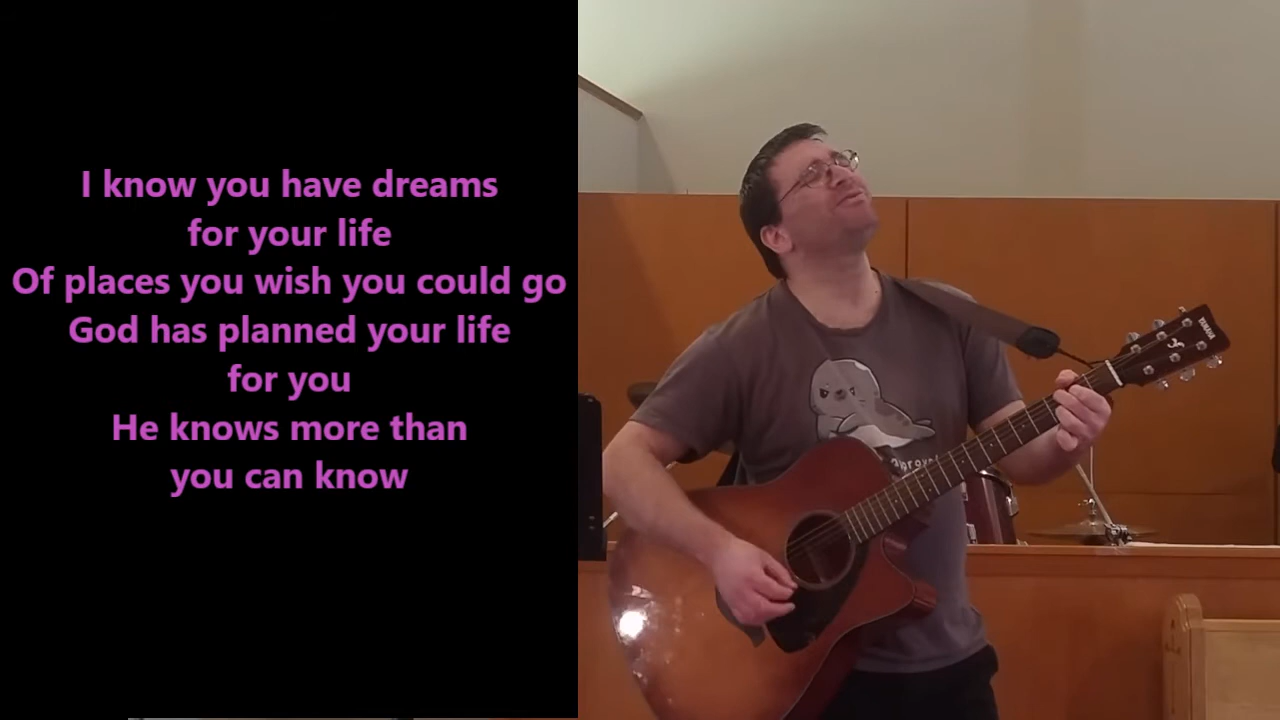 I know you have dreams
for your life
Of places you wish you could go
God has planned your life
for you
He knows more than
you can know
YAMAHA